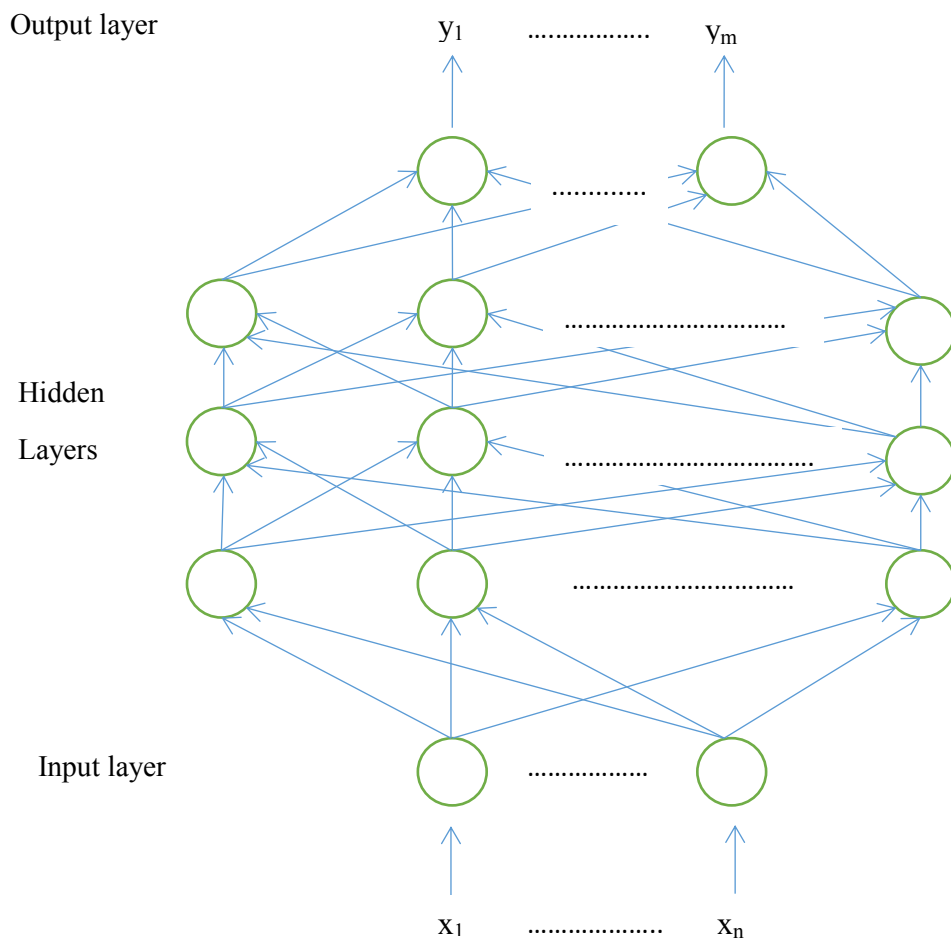 Output layer y₁ ………………. yₘ
………….
……………………………
Hidden
Layers
……………………………….
……………………………
Input layer ………………
x₁ ……………….. xₙ